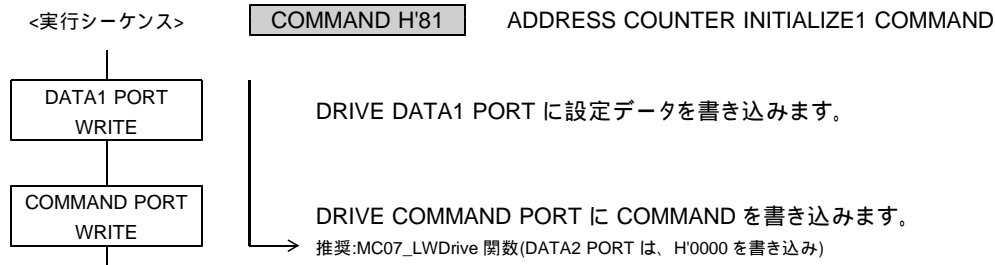 <実行シーケンス> COMMAND H'81 ADDRESS COUNTER INITIALIZE1 COMMAND
DATA1 PORT
WRITE
DRIVE DATA1 PORT に設定データを書き込みます。
COMMAND PORT
WRITE
DRIVE COMMAND PORT に COMMAND を書き込みます。
推奨:MC07_LWDrive 関数(DATA2 PORT は、H'0000 を書き込み)